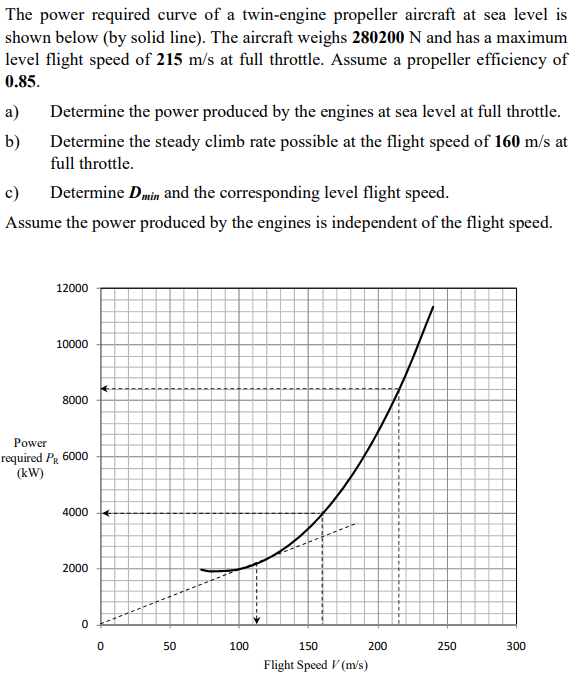 The power required curve of a twin-engine propeller aircraft at sea level is
shown below (by solid line). The aircraft weighs 280200 N and has a maximum
level flight speed of 215 m/s at full throttle. Assume a propeller efficiency of
0.85.
a) Determine the power produced by the engines at sea level at full throttle.
b) Determine the steady climb rate possible at the flight speed of 160 m/s at
full throttle.
c) Determine Dmin and the corresponding level flight speed.
Assume the power produced by the engines is independent of the flight speed.
12000
10000
8000
Power
required PR 6000
(kW)
4000
2000
0
0 50 100 150 200 250 300
Flight Speed V (m/s)